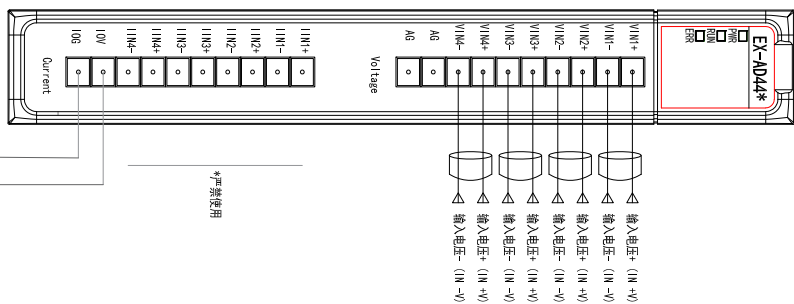 EX-AD44*
PWR
RUN
ERR
VIN1+
VIN1-
VIN2+
VIN2-
VIN3+
VIN3-
VIN4+
VIN4-
AG
AG
Voltage
IIN1+
IIN1-
IIN2+
IIN2-
IIN3+
IIN3-
IIN4+
IIN4-
IOV
IOG
Current
输入电压+ (IN +V)
输入电压- (IN -V)
输入电压+ (IN +V)
输入电压- (IN -V)
输入电压+ (IN +V)
输入电压- (IN -V)
输入电压+ (IN +V)
输入电压- (IN -V)
*严禁使用